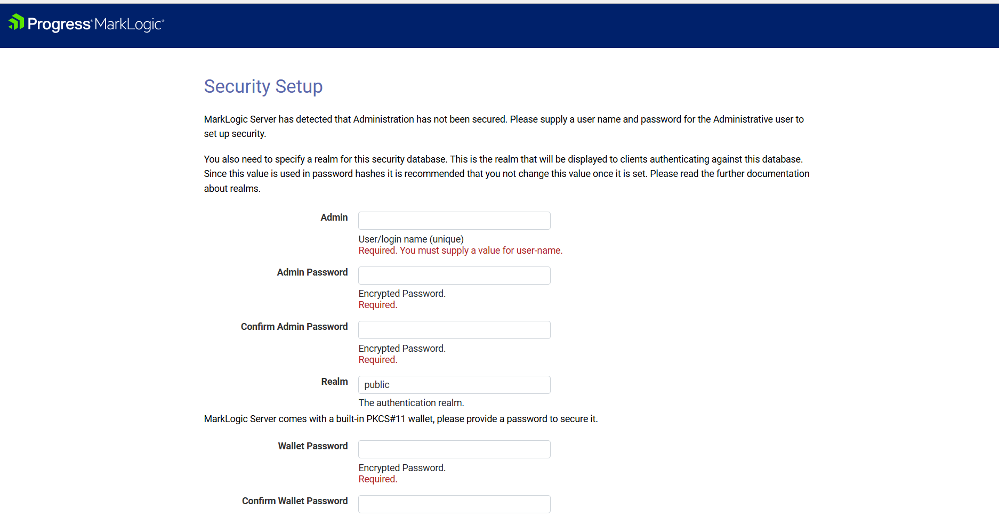 Progress® MarkLogic®
Security Setup
MarkLogic Server has detected that Administration has not been secured. Please supply a user name and password for the Administrative user to
set up security.
You also need to specify a realm for this security database. This is the realm that will be displayed to clients authenticating against this database.
Since this value is used in password hashes it is recommended that you not change this value once it is set. Please read the further documentation
about realms.
Admin
User/login name (unique)
Required. You must supply a value for user-name.
Admin Password
Encrypted Password.
Required.
Confirm Admin Password
Encrypted Password.
Required.
Realm public
The authentication realm.
MarkLogic Server comes with a built-in PKCS#11 wallet, please provide a password to secure it.
Wallet Password
Encrypted Password.
Required.
Confirm Wallet Password